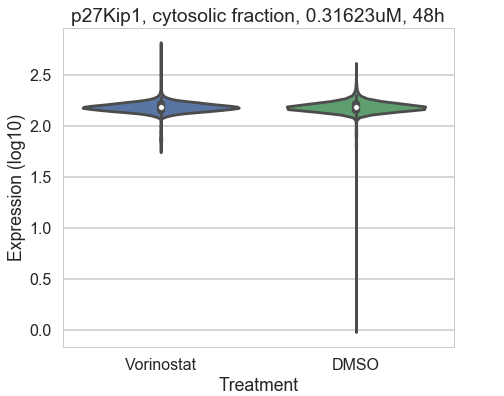 p27Kip1, cytosolic fraction, 0.31623uM, 48h
Expression (log10)
2.5
2.0
1.5
1.0
0.5
0.0
Vorinostat
DMSO
Treatment